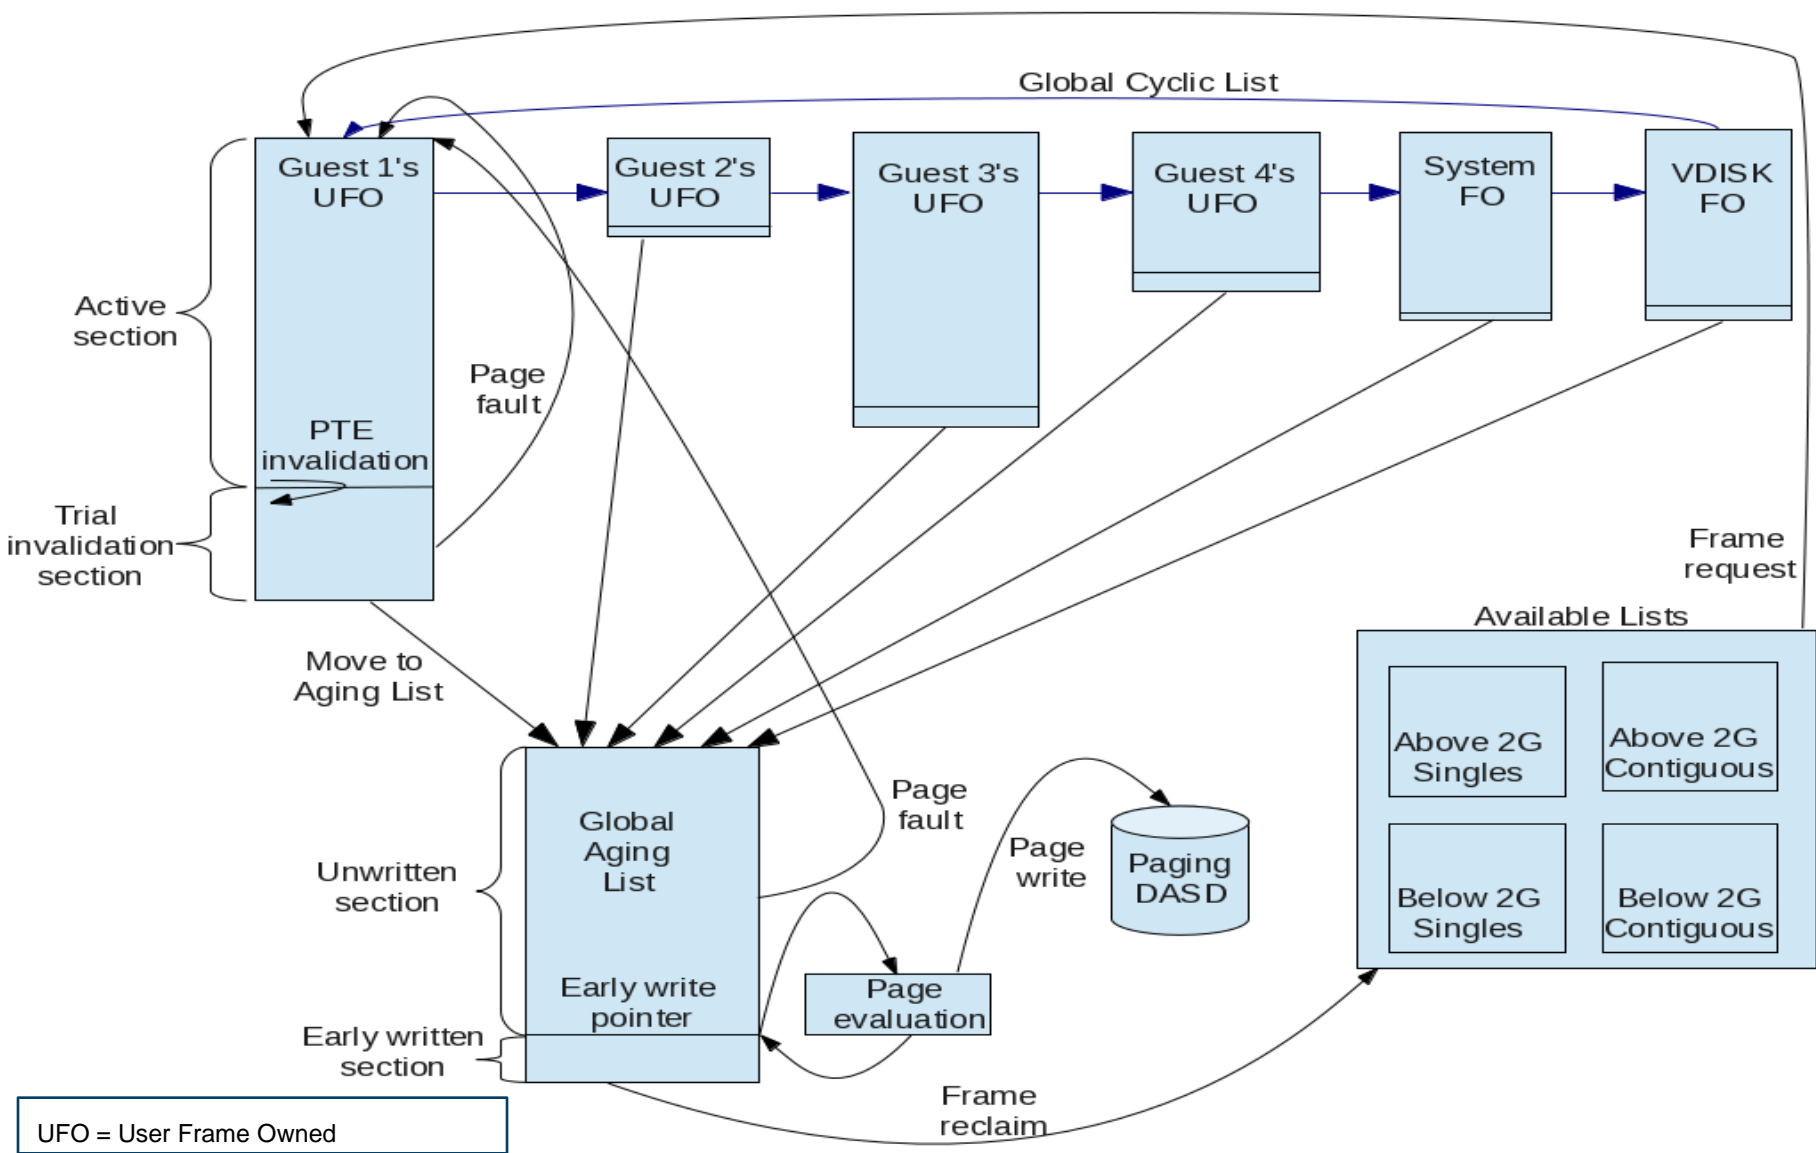 Global Cyclic List
Guest 1's
UFO
Guest 2's
UFO
Guest 3's
UFO
Guest 4's
UFO
System
FO
VDISK
FO
Active
section
Page
fault
PTE
invalidation
Trial
invalidation
section
Frame
request
Available Lists
Move to
Aging List
Above 2G
Singles
Above 2G
Contiguous
Below 2G
Singles
Below 2G
Contiguous
Global
Aging
List
Page
fault
Page
write
Paging
DASD
Unwritten
section
Early write
pointer
Page
evaluation
Early written
section
Frame
reclaim
UFO = User Frame Owned